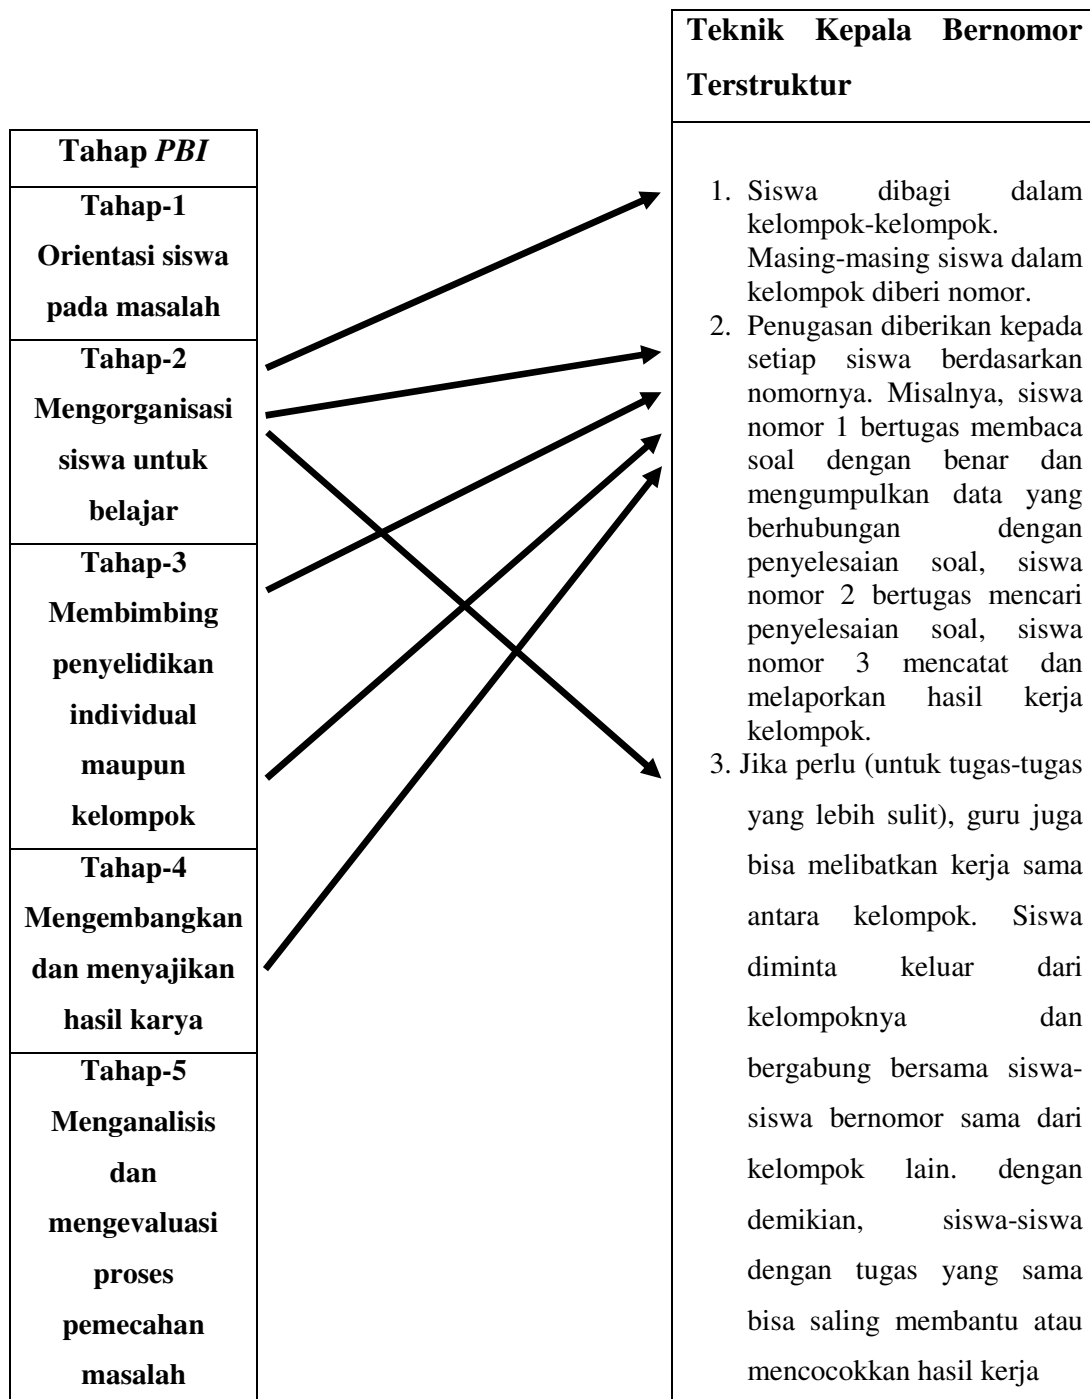 Tahap PBI
Tahap-1
Orientasi siswa
pada masalah
Tahap-2
Mengorganisasi
siswa untuk
belajar
Tahap-3
Membimbing
penyelidikan
individual
maupun
kelompok
Tahap-4
Mengembangkan
dan menyajikan
hasil karya
Tahap-5
Menganalisis
dan
mengevaluasi
proses
pemecahan
masalah
Teknik Kepala Bernomor
Terstruktur
1. Siswa dibagi dalam
kelompok-kelompok.
Masing-masing siswa dalam
kelompok diberi nomor.
2. Penugasan diberikan kepada
setiap siswa berdasarkan
nomornya. Misalnya, siswa
nomor 1 bertugas membaca
soal dengan benar dan
mengumpulkan data yang
berhubungan dengan
penyelesaian soal, siswa
nomor 2 bertugas mencari
penyelesaian soal, siswa
nomor 3 mencatat dan
melaporkan hasil kerja
kelompok.
3. Jika perlu (untuk tugas-tugas
yang lebih sulit), guru juga
bisa melibatkan kerja sama
antara kelompok. Siswa
diminta keluar dari
kelompoknya dan
bergabung bersama siswa-
siswa bernomor sama dari
kelompok lain. dengan
demikian, siswa-siswa
dengan tugas yang sama
bisa saling membantu atau
mencocokkan hasil kerja